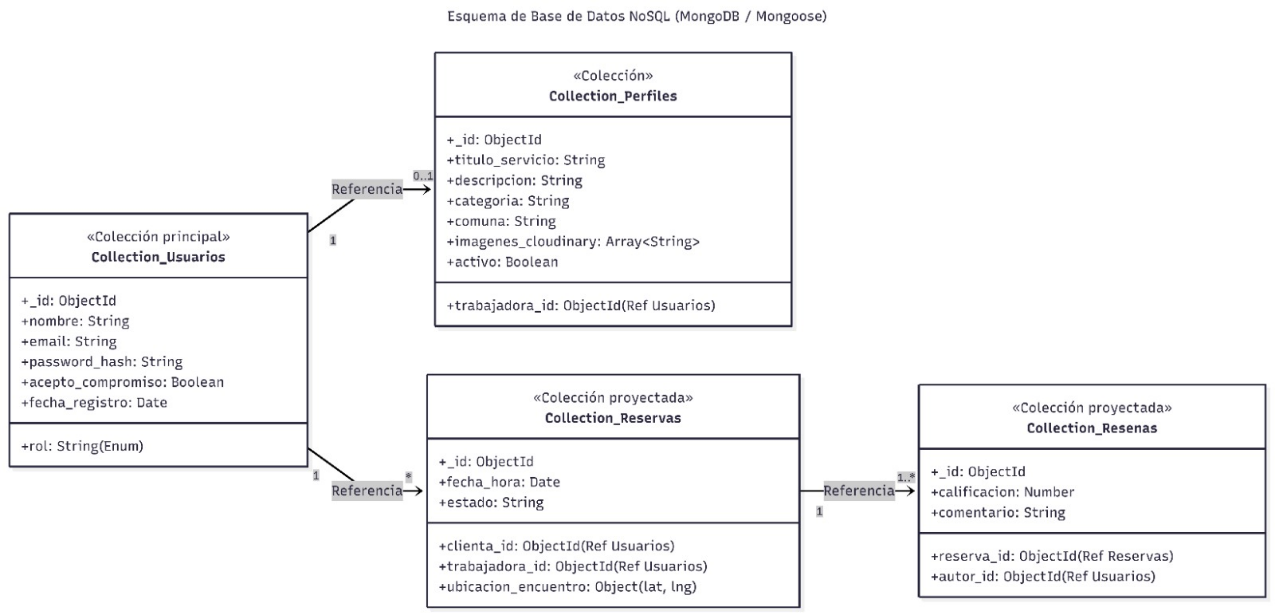 Esquema de Base de Datos NoSQL (MongoDB / Mongoose)
«Colección»
Collection_Perfiles
+_id: ObjectId
+titulo_servicio: String
+descripcion: String
+categoria: String
+comuna: String
+imagenes_cloudinary: Array<String>
+activo: Boolean
+trabajadora_id: ObjectId(Ref Usuarios)
Referencia
0..1
1
«Colección principal»
Collection_Usuarios
+_id: ObjectId
+nombre: String
+email: String
+password_hash: String
+acepto_compromiso: Boolean
+fecha_registro: Date
+rol: String(Enum)
1
Referencia
*
«Colección proyectada»
Collection_Reservas
+_id: ObjectId
+fecha_hora: Date
+estado: String
+clienta_id: ObjectId(Ref Usuarios)
+trabajadora_id: ObjectId(Ref Usuarios)
+ubicacion_encuentro: Object(lat, lng)
Referencia
1..*
1
«Colección proyectada»
Collection_Resenas
+_id: ObjectId
+calificacion: Number
+comentario: String
+reserva_id: ObjectId(Ref Reservas)
+autor_id: ObjectId(Ref Usuarios)